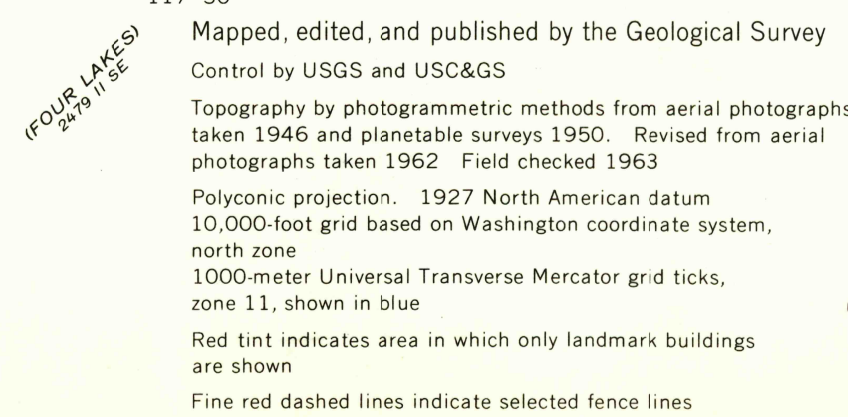 (FOUR LAKES)
2479 II SE
Mapped, edited, and published by the Geological Survey
Control by USGS and USC&GS
Topography by photogrammetric methods from aerial photographs
taken 1946 and planetable surveys 1950. Revised from aerial
photographs taken 1962 Field checked 1963
Polyconic projection. 1927 North American datum
10,000-foot grid based on Washington coordinate system,
north zone
1000-meter Universal Transverse Mercator grid ticks,
zone 11, shown in blue
Red tint indicates area in which only landmark buildings
are shown
Fine red dashed lines indicate selected fence lines